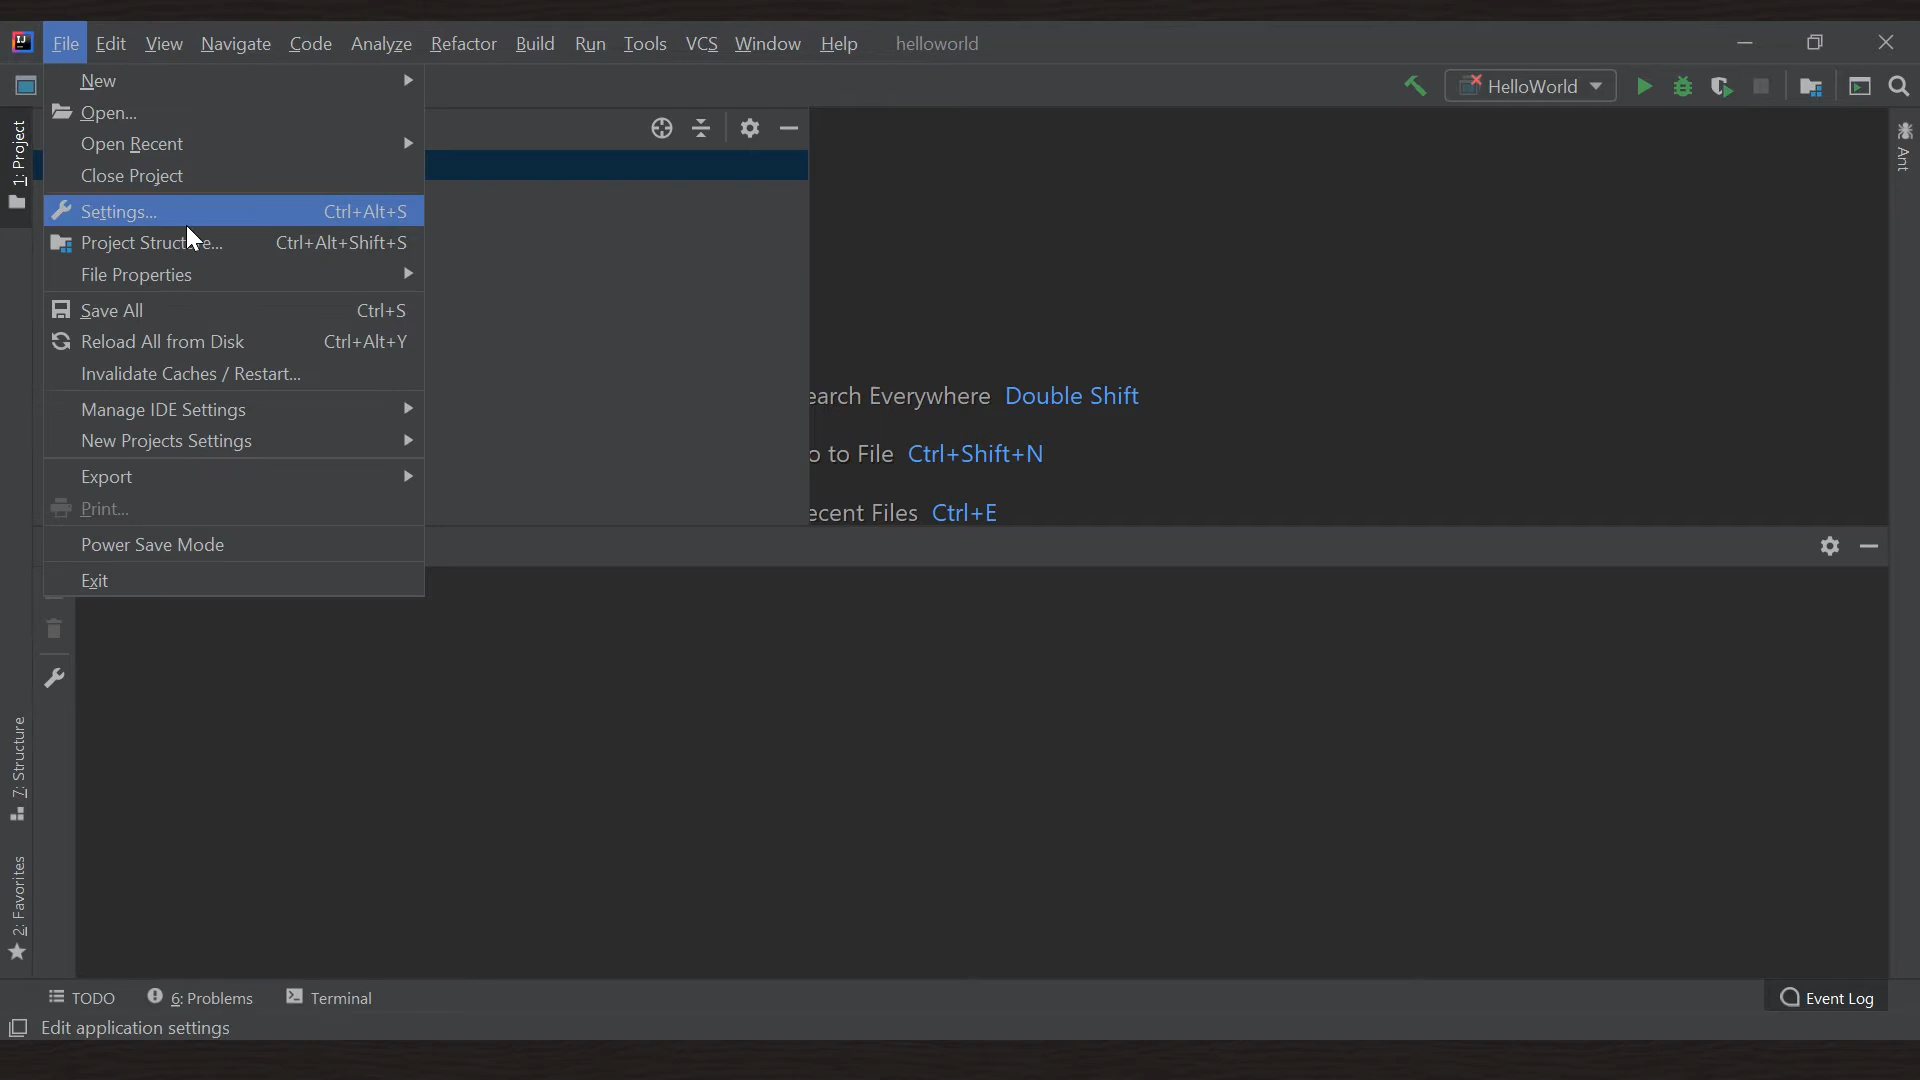 IJ File Edit View Navigate Code Analyze Refactor Build Run Tools VCS Window Help helloworld
New
HelloWorld
Open...
Open Recent
Close Project
Settings... Ctrl+Alt+S
Project Ctrl+Alt+Shift+S
File Properties
Save All Ctrl+S
Reload All from Disk Ctrl+Alt+Y
Invalidate Caches / Restart...
Manage IDE Settings
New Projects Settings
Export
Print...
Power Save Mode
Exit
1: Project
7: Structure
2: Favorites
earch Everywhere Double Shift
o to File Ctrl+Shift+N
ecent Files Ctrl+E
Ant
TODO 6: Problems Terminal Event Log
Edit application settings